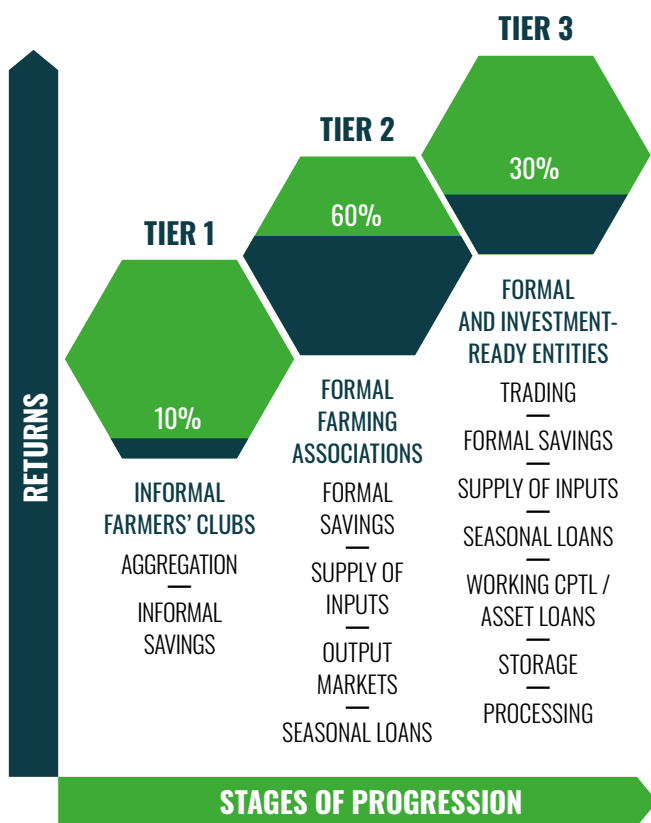 TIER 1
10%
INFORMAL
FARMERS’ CLUBS
AGGREGATION
INFORMAL
SAVINGS
TIER 2
60%
FORMAL
FARMING
ASSOCIATIONS
FORMAL
SAVINGS
SUPPLY OF
INPUTS
OUTPUT
MARKETS
SEASONAL LOANS
TIER 3
30%
FORMAL
AND INVESTMENT-
READY ENTITIES
TRADING
FORMAL SAVINGS
SUPPLY OF INPUTS
SEASONAL LOANS
WORKING CPTL /
ASSET LOANS
STORAGE
PROCESSING
RETURNS
STAGES OF PROGRESSION